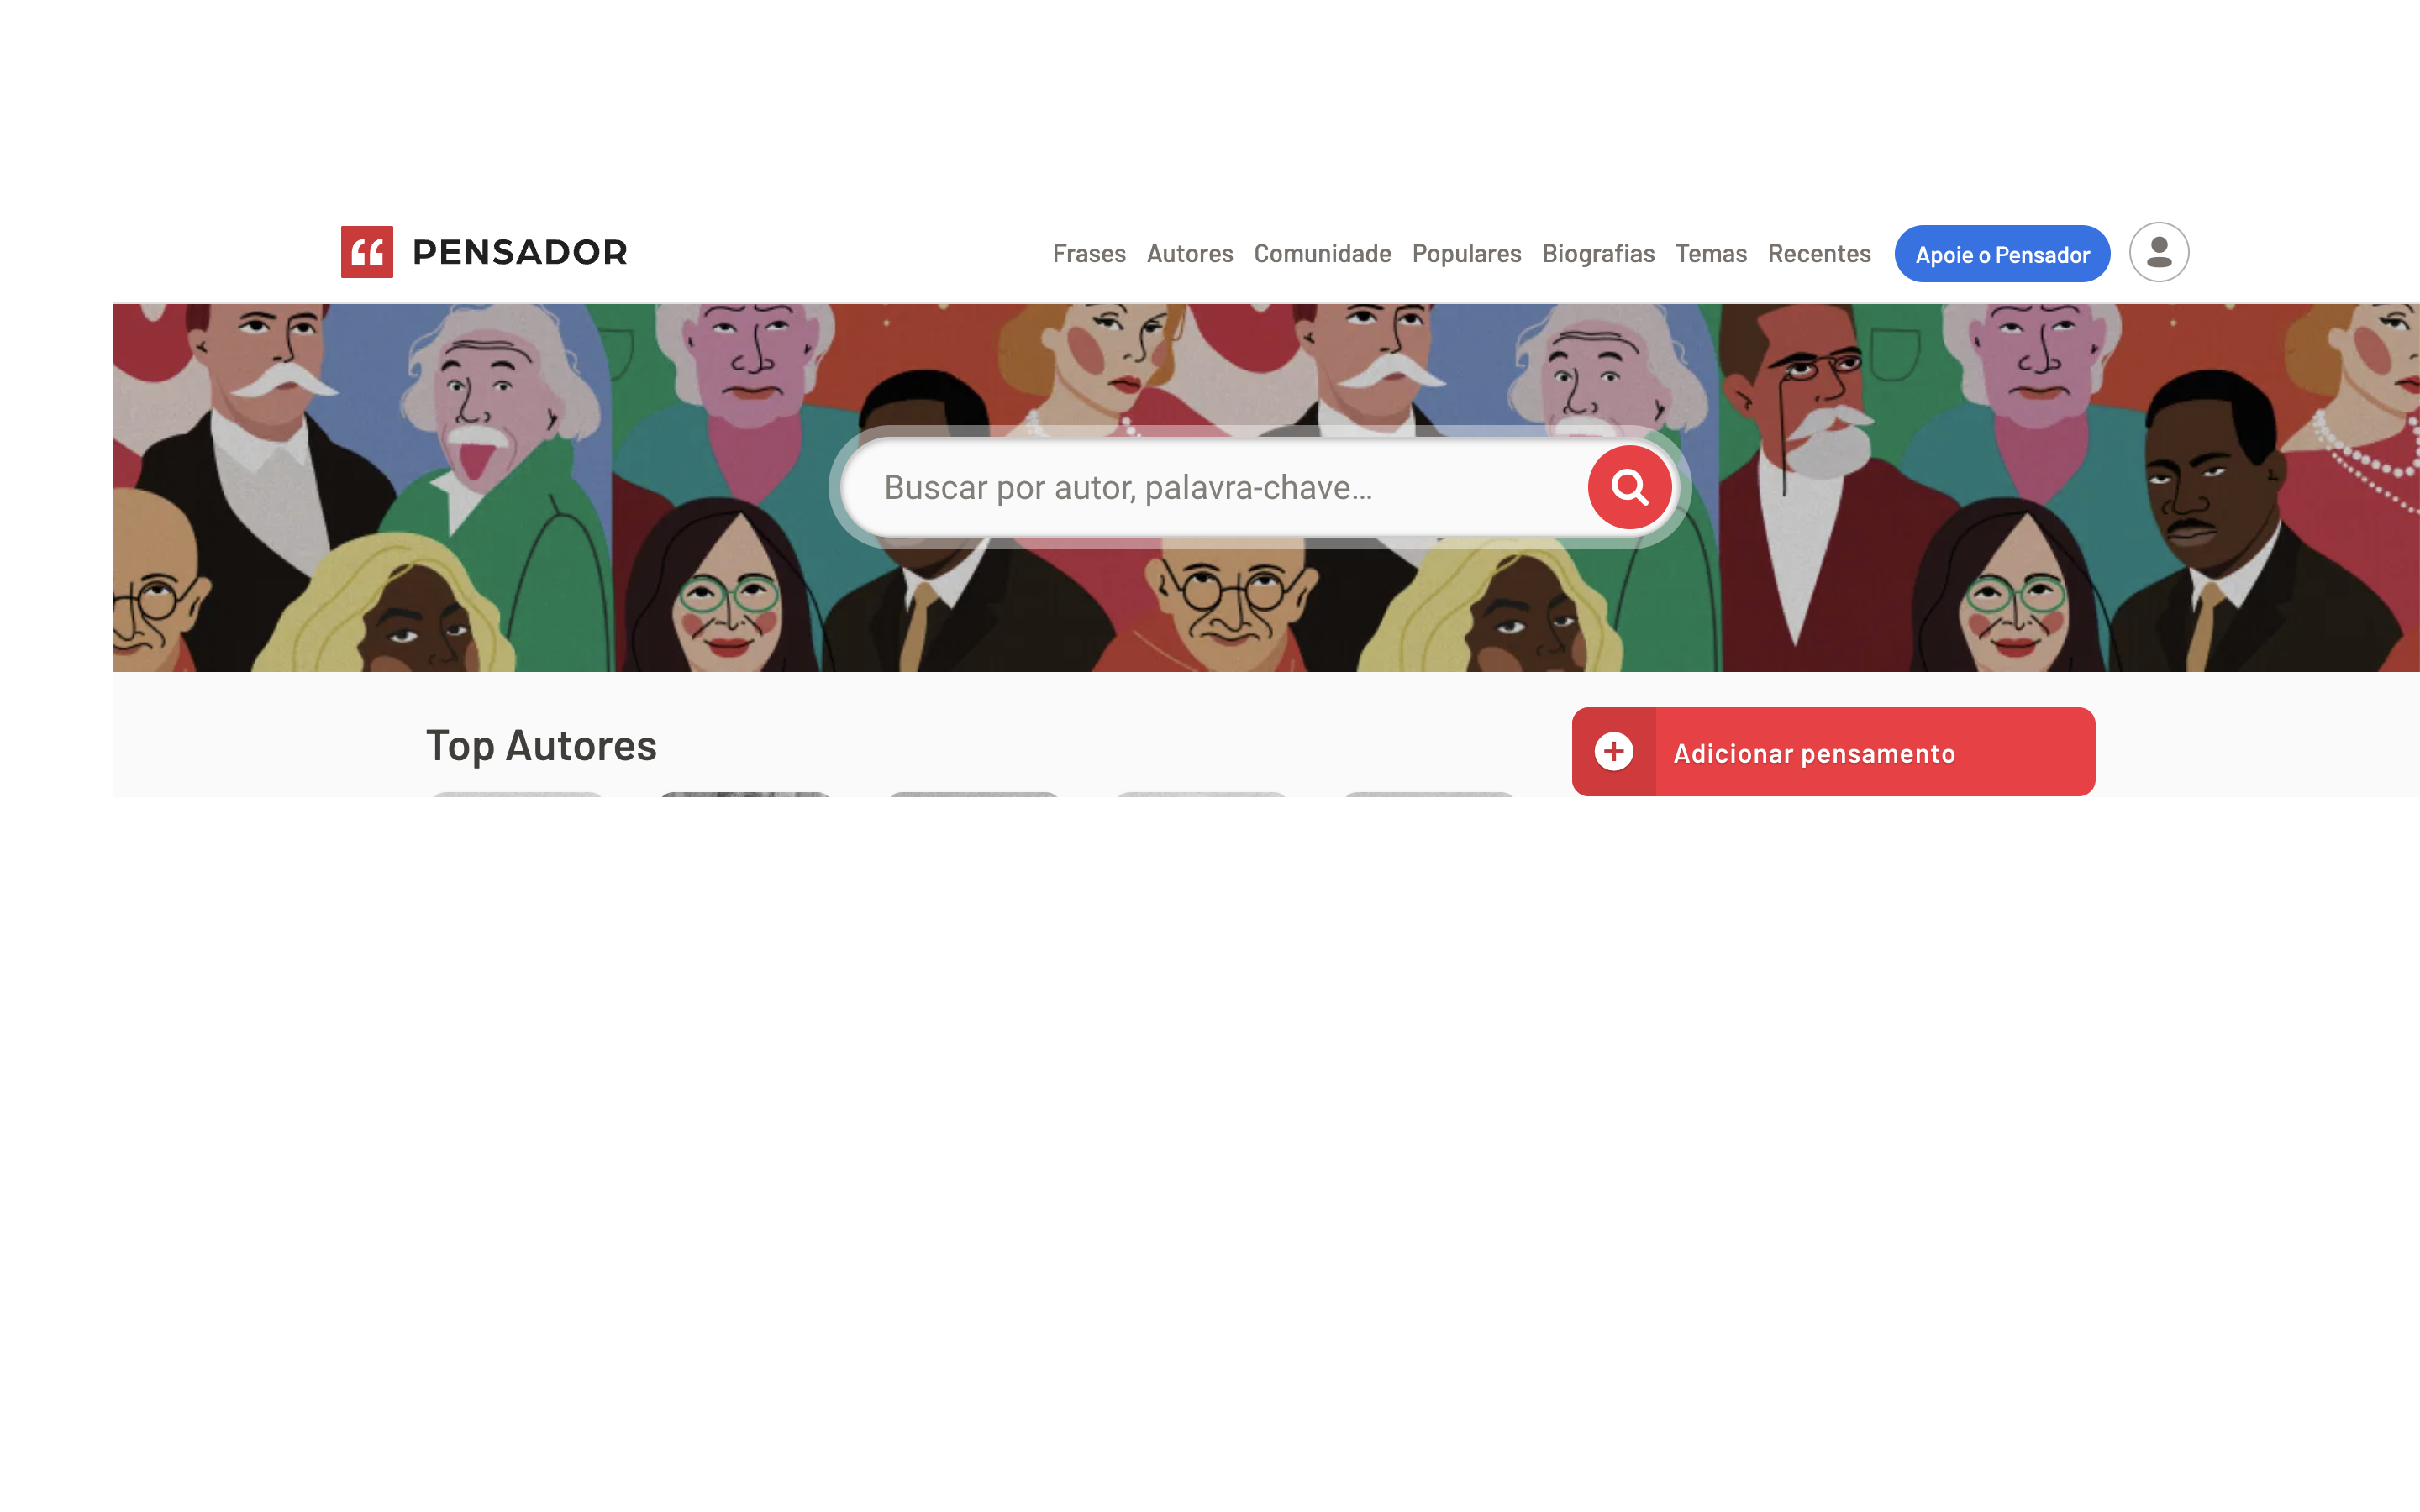 PENSADOR
Frases Autores Comunidade Populares Biografias Temas Recentes Apoie o Pensador
Buscar por autor, palavra-chave...
Top Autores
Adicionar pensamento